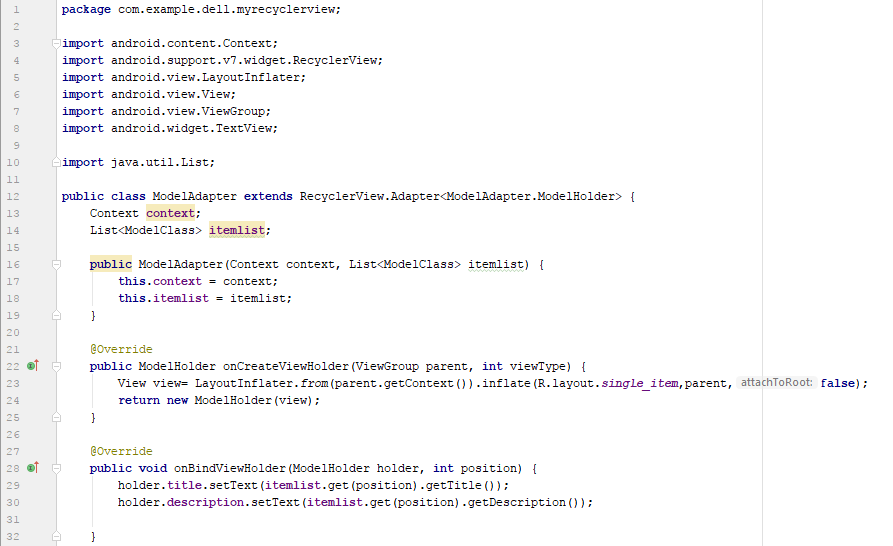 1 package com.example.dell.myrecyclerview;
2
3 import android.content.Context;
4 import android.support.v7.widget.RecyclerView;
5 import android.view.LayoutInflater;
6 import android.view.View;
7 import android.view.ViewGroup;
8 import android.widget.TextView;
9
10 import java.util.List;
11
12 public class ModelAdapter extends RecyclerView.Adapter<ModelAdapter.ModelHolder> {
13     Context context;
14     List<ModelClass> itemlist;
15
16     public ModelAdapter(Context context, List<ModelClass> itemlist) {
17         this.context = context;
18         this.itemlist = itemlist;
19     }
20
21     @Override
22     public ModelHolder onCreateViewHolder(ViewGroup parent, int viewType) {
23         View view= LayoutInflater.from(parent.getContext()).inflate(R.layout.single_item,parent, attachToRoot: false);
24         return new ModelHolder(view);
25     }
26
27     @Override
28     public void onBindViewHolder(ModelHolder holder, int position) {
29         holder.title.setText(itemlist.get(position).getTitle());
30         holder.description.setText(itemlist.get(position).getDescription());
31
32     }